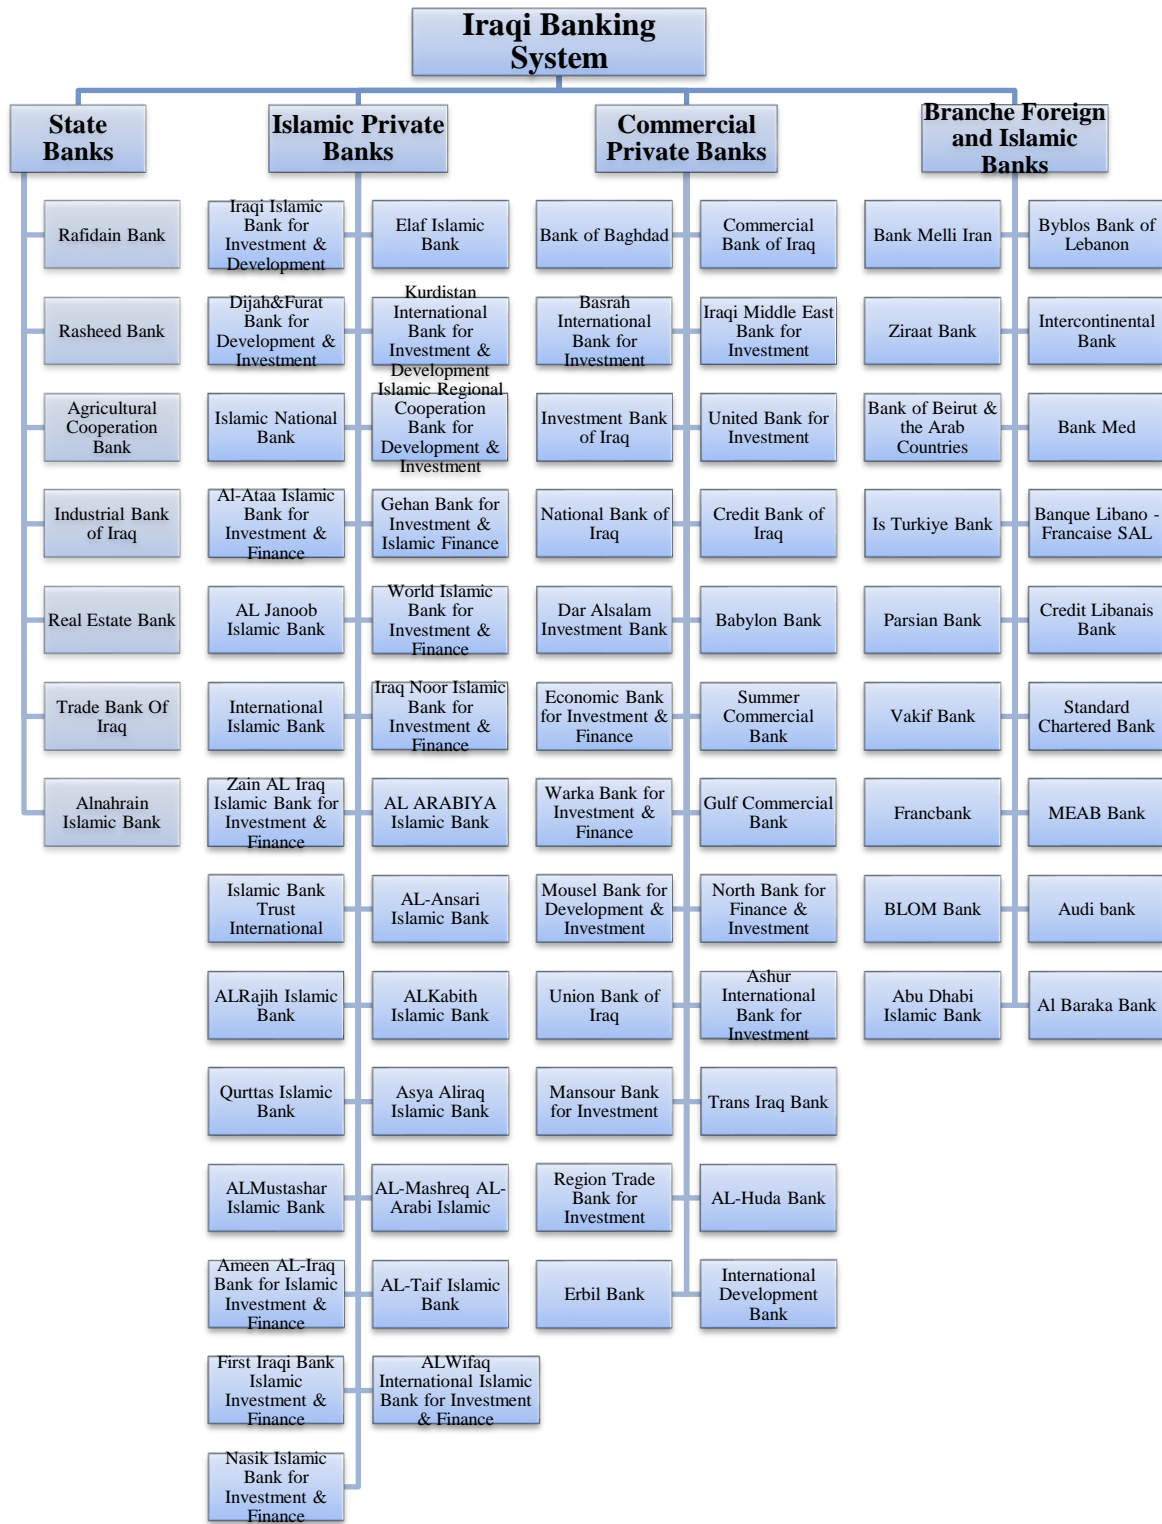 Iraqi Banking
System
State
Banks
Islamic Private
Banks
Commercial
Private Banks
Branche Foreign
and Islamic
Banks
Rafidain Bank
Rasheed Bank
Agricultural
Cooperation
Bank
Industrial Bank
of Iraq
Real Estate Bank
Trade Bank Of
Iraq
Alnahrain
Islamic Bank
Iraqi Islamic
Bank for
Investment &
Development
Elaf Islamic
Bank
Dijah&Furat
Bank for
Development &
Investment
Kurdistan
International
Bank for
Investment &
Development
Islamic National
Bank
Islamic Regional
Cooperation
Bank for
Development &
Investment
Al-Ataa Islamic
Bank for
Investment &
Finance
Gehan Bank for
Investment &
Islamic Finance
AL Janoob
Islamic Bank
World Islamic
Bank for
Investment &
Finance
International
Islamic Bank
Iraq Noor Islamic
Bank for
Investment &
Finance
Zain AL Iraq
Islamic Bank for
Investment &
Finance
AL ARABIYA
Islamic Bank
Islamic Bank
Trust
International
AL-Ansari
Islamic Bank
ALRajih Islamic
Bank
ALKabith
Islamic Bank
Qurttas Islamic
Bank
Asya Aliraq
Islamic Bank
ALMustashar
Islamic Bank
AL-Mashreq AL-
Arabi Islamic
Ameen AL-Iraq
Bank for Islamic
Investment &
Finance
AL-Taif Islamic
Bank
First Iraqi Bank
Islamic
Investment &
Finance
ALWifaq
International Islamic
Bank for Investment
& Finance
Nasik Islamic
Bank for
Investment &
Finance
Bank of Baghdad
Commercial
Bank of Iraq
Basrah
International
Bank for
Investment
Iraqi Middle East
Bank for
Investment
Investment Bank
of Iraq
United Bank for
Investment
National Bank of
Iraq
Credit Bank of
Iraq
Dar Alsalam
Investment Bank
Babylon Bank
Economic Bank
for Investment &
Finance
Summer
Commercial
Bank
Warka Bank for
Investment &
Finance
Gulf Commercial
Bank
Mousel Bank for
Development &
Investment
North Bank for
Finance &
Investment
Union Bank of
Iraq
Ashur
International
Bank for
Investment
Mansour Bank
for Investment
Trans Iraq Bank
Region Trade
Bank for
Investment
AL-Huda Bank
Erbil Bank
International
Development
Bank
Bank Melli Iran
Byblos Bank of
Lebanon
Ziraat Bank
Intercontinental
Bank
Bank of Beirut &
the Arab
Countries
Bank Med
Is Turkiye Bank
Banque Libano -
Francaise SAL
Parsian Bank
Credit Libanais
Bank
Vakif Bank
Standard
Chartered Bank
Francbank
MEAB Bank
BLOM Bank
Audi bank
Abu Dhabi
Islamic Bank
Al Baraka Bank